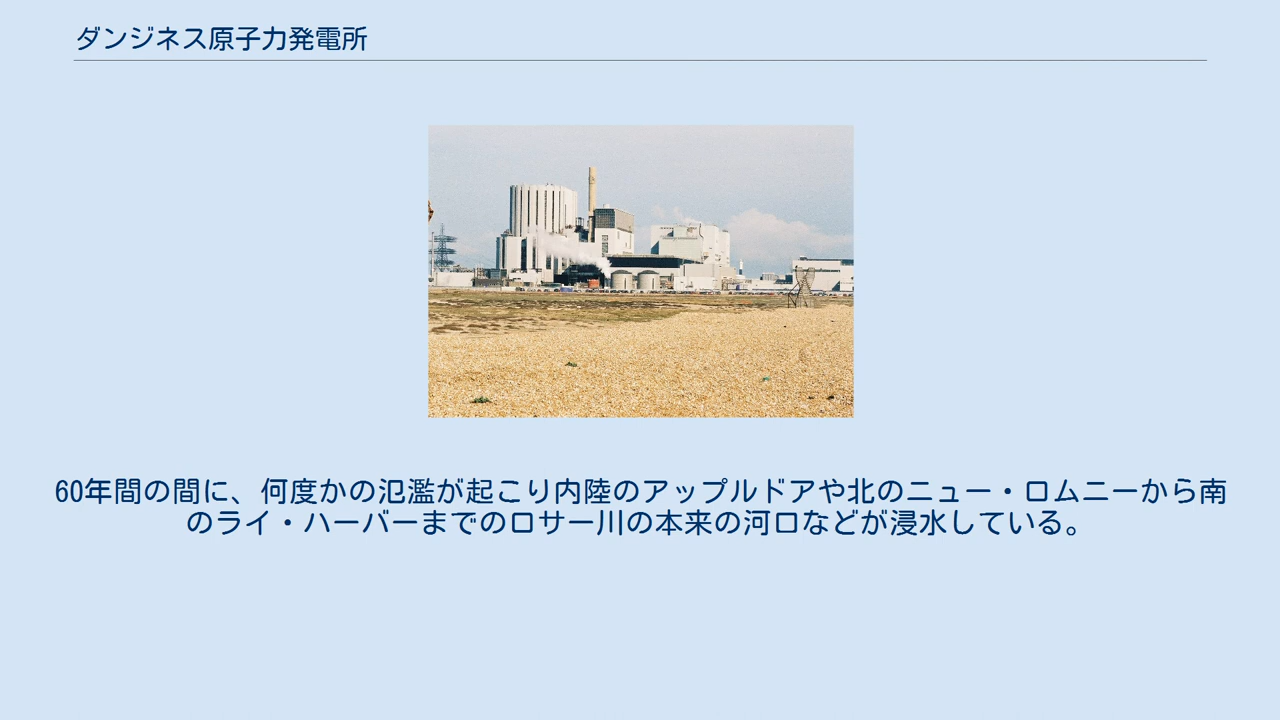 ダンジネス原子力発電所
60年間の間に、何度かの氾濫が起こり内陸のアップルドアや北のニュー・ロムニーから南
のライ・ハーバーまでのロサー川の本来の河口などが浸水している。